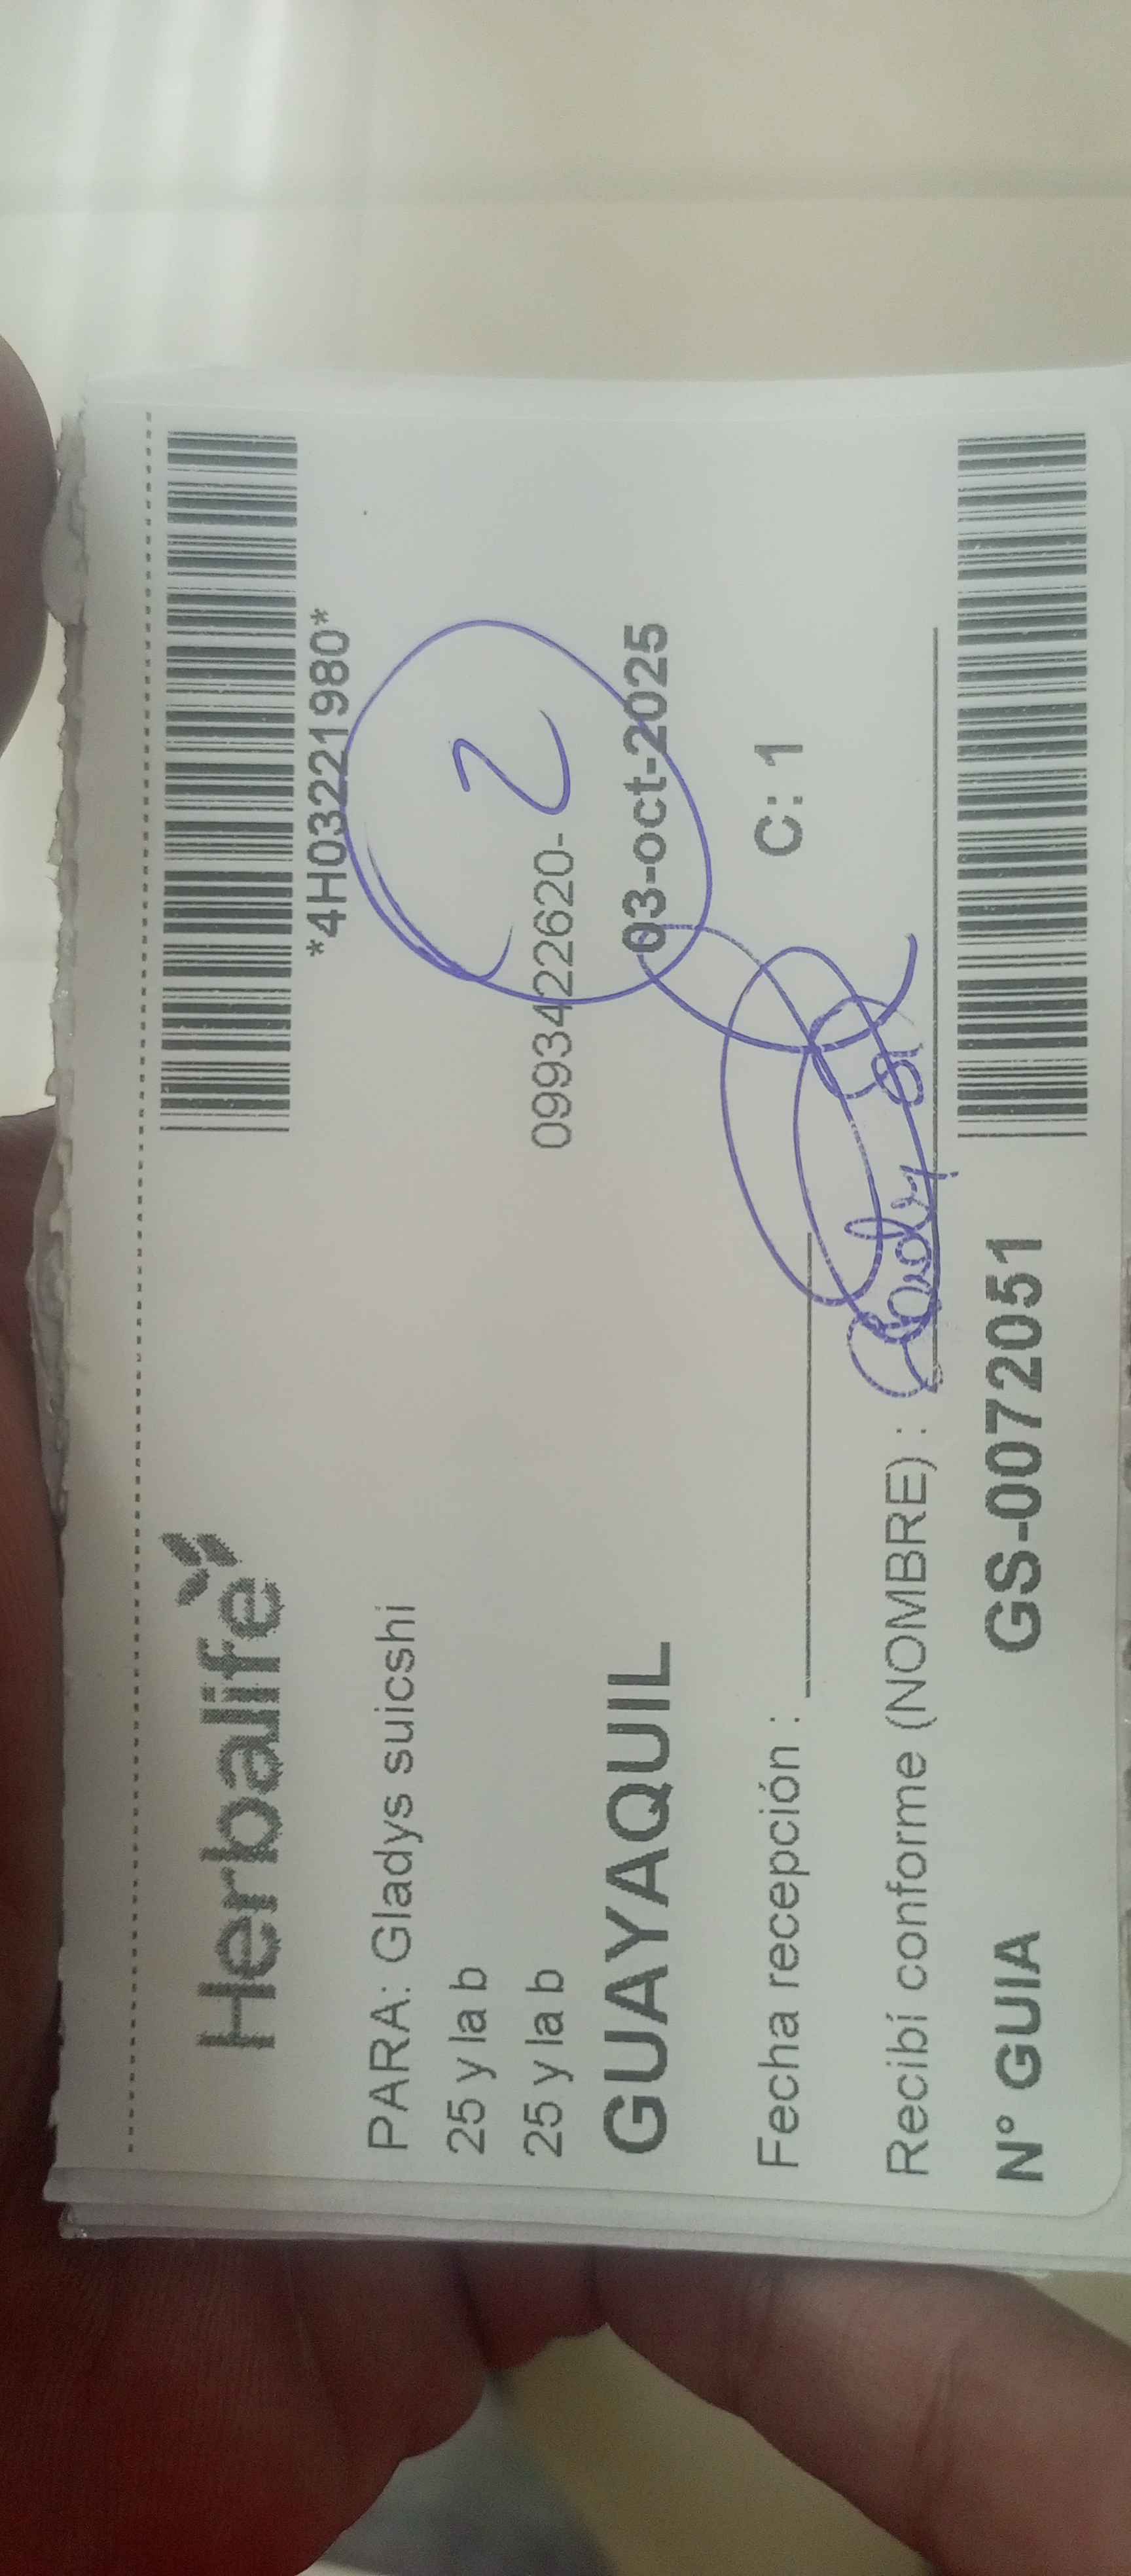 Herbalife
*4H03221980*
PARA: Gladys suicshi
25 y la b
25 y la b
0993422620-
2
GUAYAQUIL
03-oct-2025
Fecha recepción :
C: 1
Recibí conforme (NOMBRE) :
N° GUIA
GS-0072051